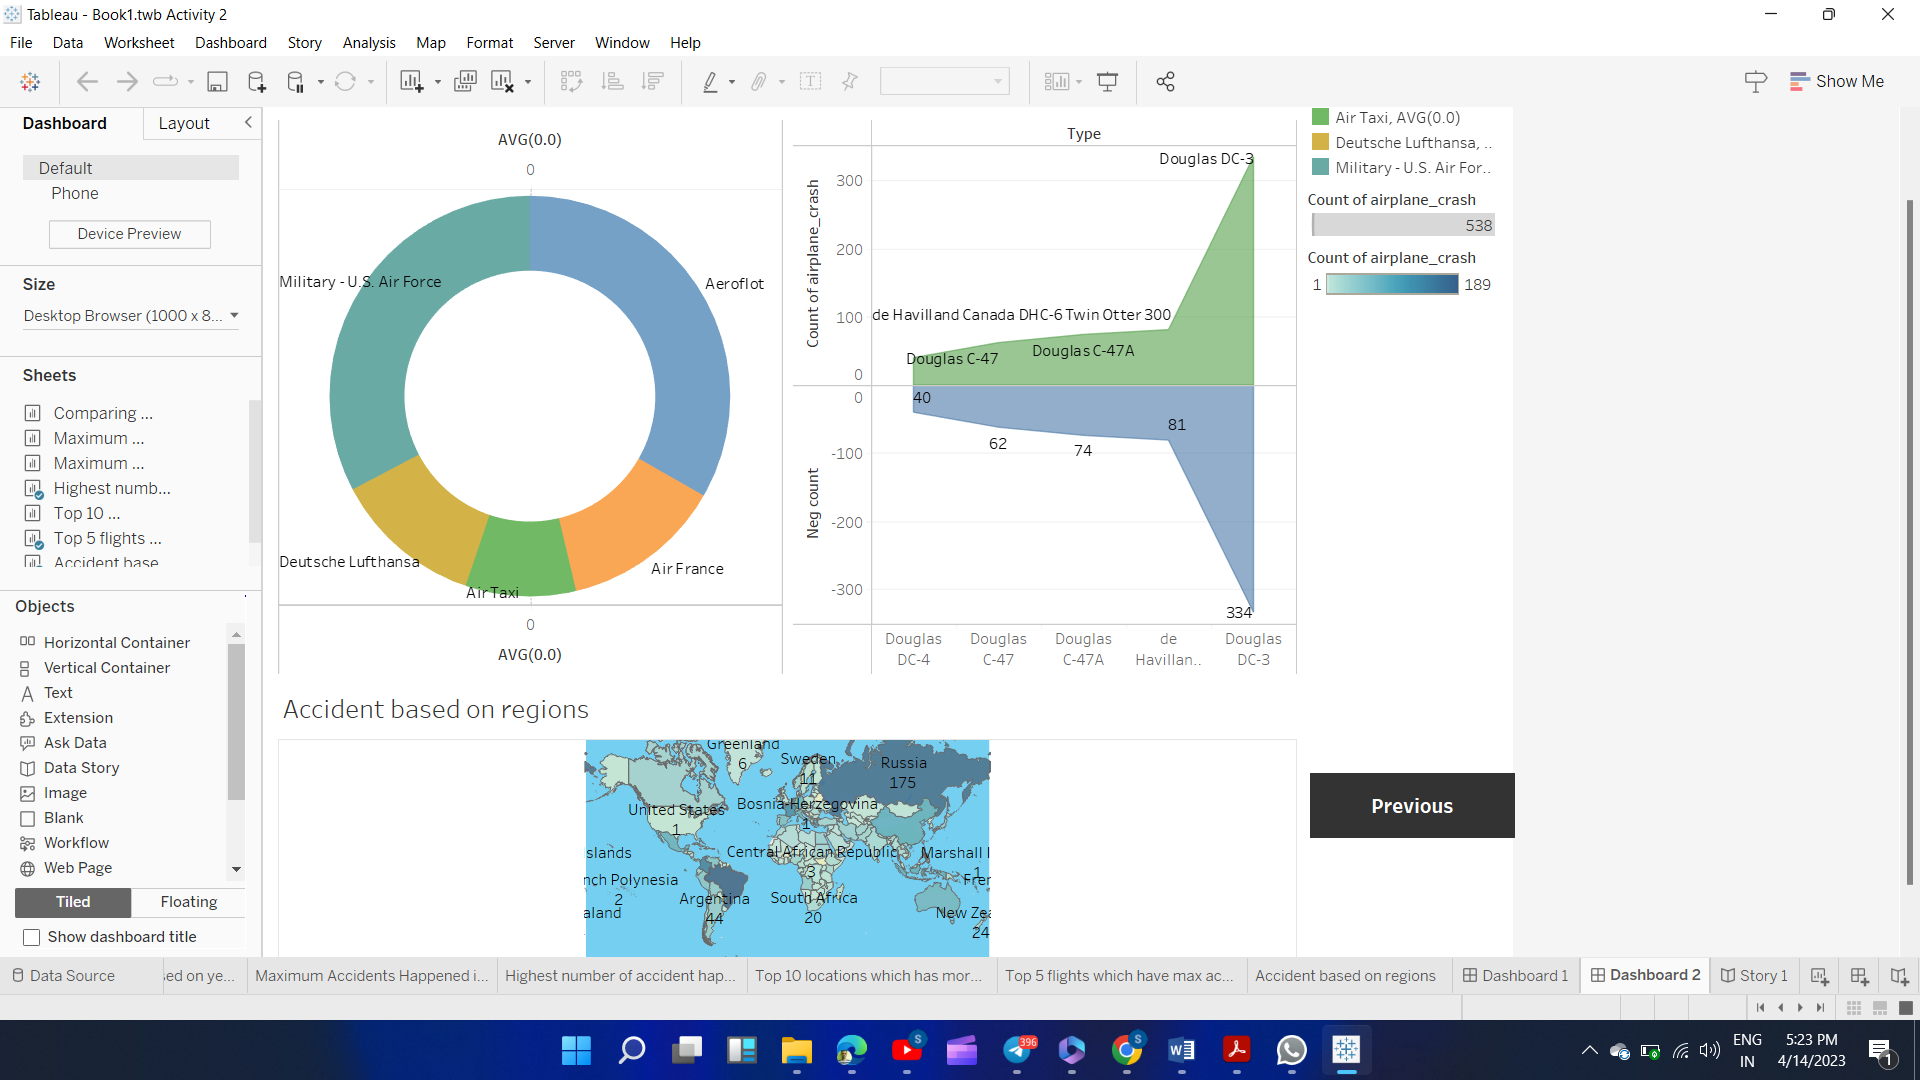 Tableau - Book1.twb Activity 2
File Data Worksheet Dashboard Story Analysis Map Format Server Window Help
Show Me
Dashboard
Layout
Default
Phone
Device Preview
Size
Desktop Browser (1000 x 8...
Sheets
Comparing ...
Maximum ...
Maximum ...
Highest numb...
Top 10 ...
Top 5 flights ...
Accident base
Objects
Horizontal Container
Vertical Container
Text
Extension
Ask Data
Data Story
Image
Blank
Workflow
Web Page
Tiled
Floating
Show dashboard title
AVG(0.0)
0
Military - U.S. Air Force
Aeroflot
Deutsche Lufthansa
Air Taxi
Air France
0
AVG(0.0)
Type
Count of airplane_crash
300
200
100
0
Douglas DC-3
de Havilland Canada DHC-6 Twin Otter 300
Douglas C-47
Douglas C-47A
Neg count
0
-100
-200
-300
40
62
74
81
334
Douglas DC-4
Douglas C-47
Douglas C-47A
de Havillan..
Douglas DC-3
Air Taxi, AVG(0.0)
Deutsche Lufthansa, ..
Military - U.S. Air For..
Count of airplane_crash
538
Count of airplane_crash
1 189
Accident based on regions
Greenland
6
Sweden
11
Russia
175
United States
1
Bosnia-Herzegovina
1
slands
Central African Republic
3
Marshall I
1
nch Polynesia
2
Fren
Argentina
44
South Africa
20
aland
New Zea
24
Previous
Data Source
sed on ye...
Maximum Accidents Happened i...
Highest number of accident hap...
Top 10 locations which has mor...
Top 5 flights which have max ac...
Accident based on regions
Dashboard 1
Dashboard 2
Story 1
S
396
S
ENG
IN
5:23 PM
4/14/2023
1